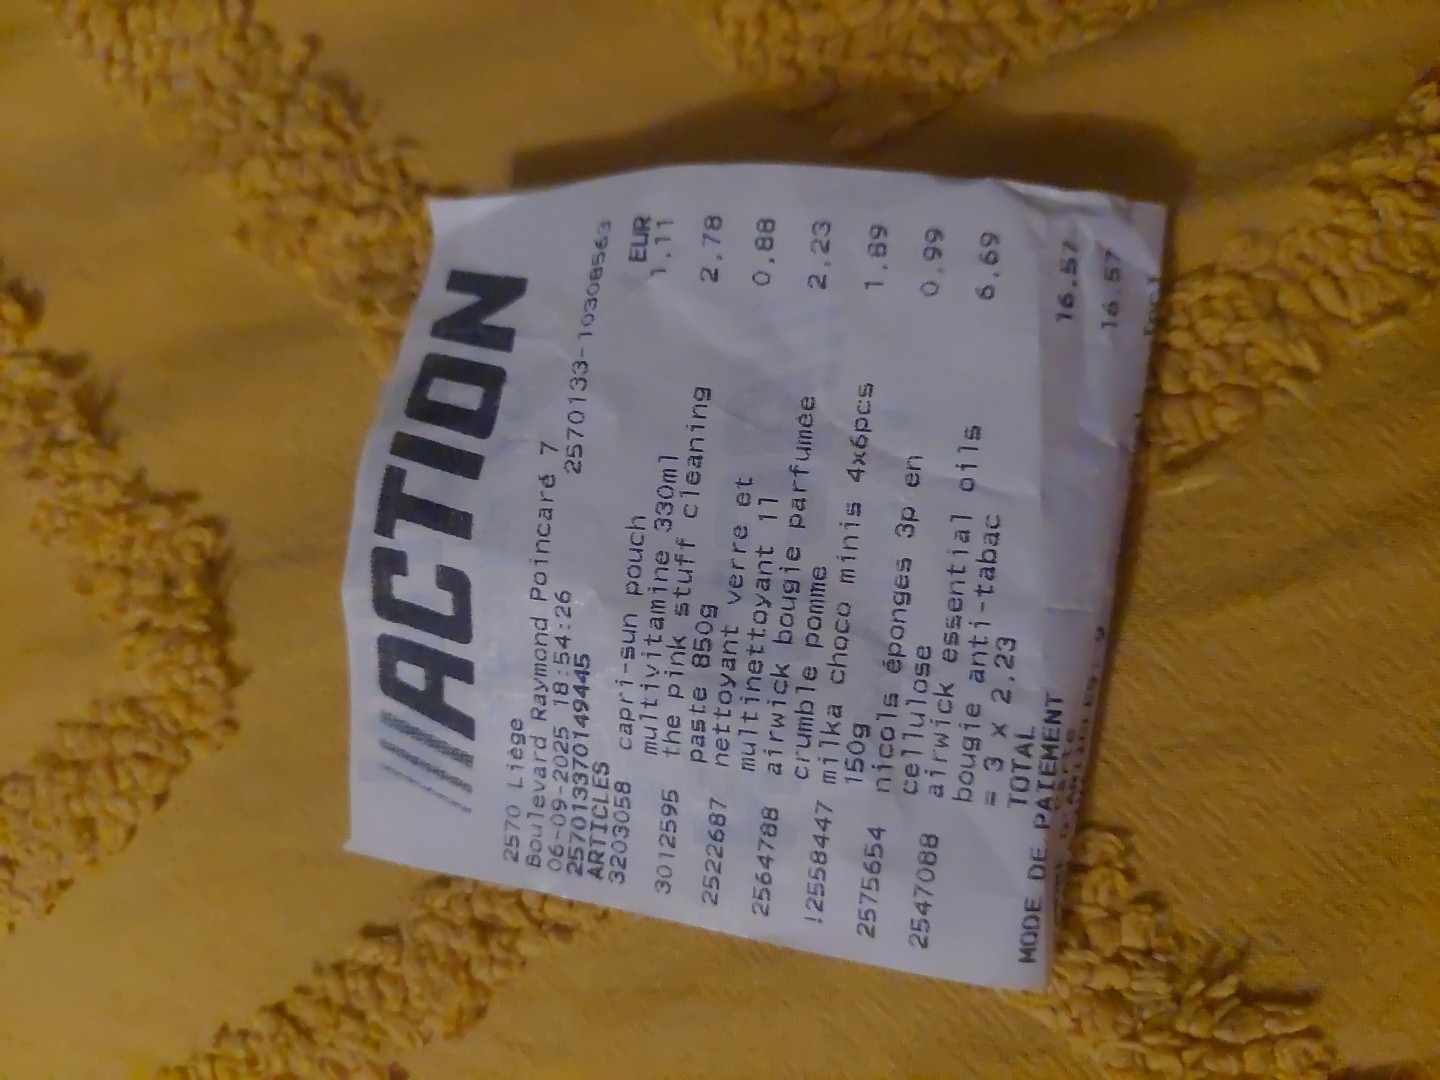 ACTION
2570 Liège
Boulevard Raymond Poincaré 7
06-09-2025 18:54:26 2570133-10308563
257013370149445
ARTICLES EUR
3203058 capri-sun pouch 1,11
multivitamine 330ml
3012595 the pink stuff cleaning 2,78
paste 850g
2522687 nettoyant verre et 0,88
multinettoyant 1l
2564788 airwick bougie parfumée 2,23
crumble pomme
!2558447 milka choco minis 4x6pcs 1,89
150g
2575654 nicols éponges 3p en 0,99
cellulose
2547088 airwick essential oils 6,69
bougie anti-tabac
= 3 x 2,23
TOTAL 16.57
MODE DE PAIEMENT
Carte 16.57